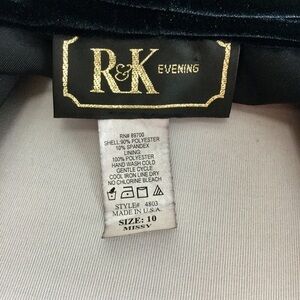 R&K EVENING
RN# 89700
SHELL:90% POLYESTER
10% SPANDEX
LINING:
100% POLYESTER
HAND WASH COLD
GENTLE CYCLE
COOL IRON LINE DRY
NO CHLORINE BLEACH
STYLE# 4803
MADE IN U.S.A.
SIZE: 10
MISSY